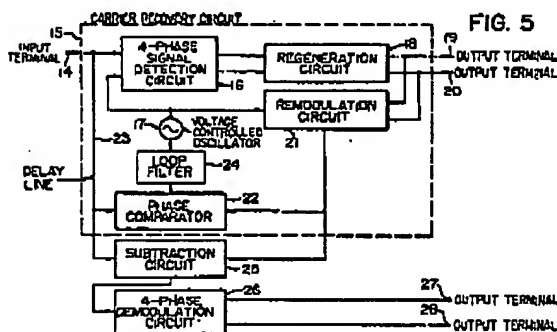 CARRIER RECOVERY CIRCUIT
FIG. 5
15
INPUT
TERMINAL
14
4-PHASE
SIGNAL
DETECTION
CIRCUIT
16
18
REGENERATION
CIRCUIT
19
OUTPUT TERMINAL
OUTPUT TERMINAL
20
REMODULATION
CIRCUIT
21
17
VOLTAGE
CONTROLLED
OSCILLATOR
23
LOOP
FILTER
24
DELAY
LINE
PHASE
COMPARATOR
22
SUBTRACTION
CIRCUIT
25
26
4-PHASE
DEMODULATION
CIRCUIT
27
OUTPUT TERMINAL
28
OUTPUT TERMINAL